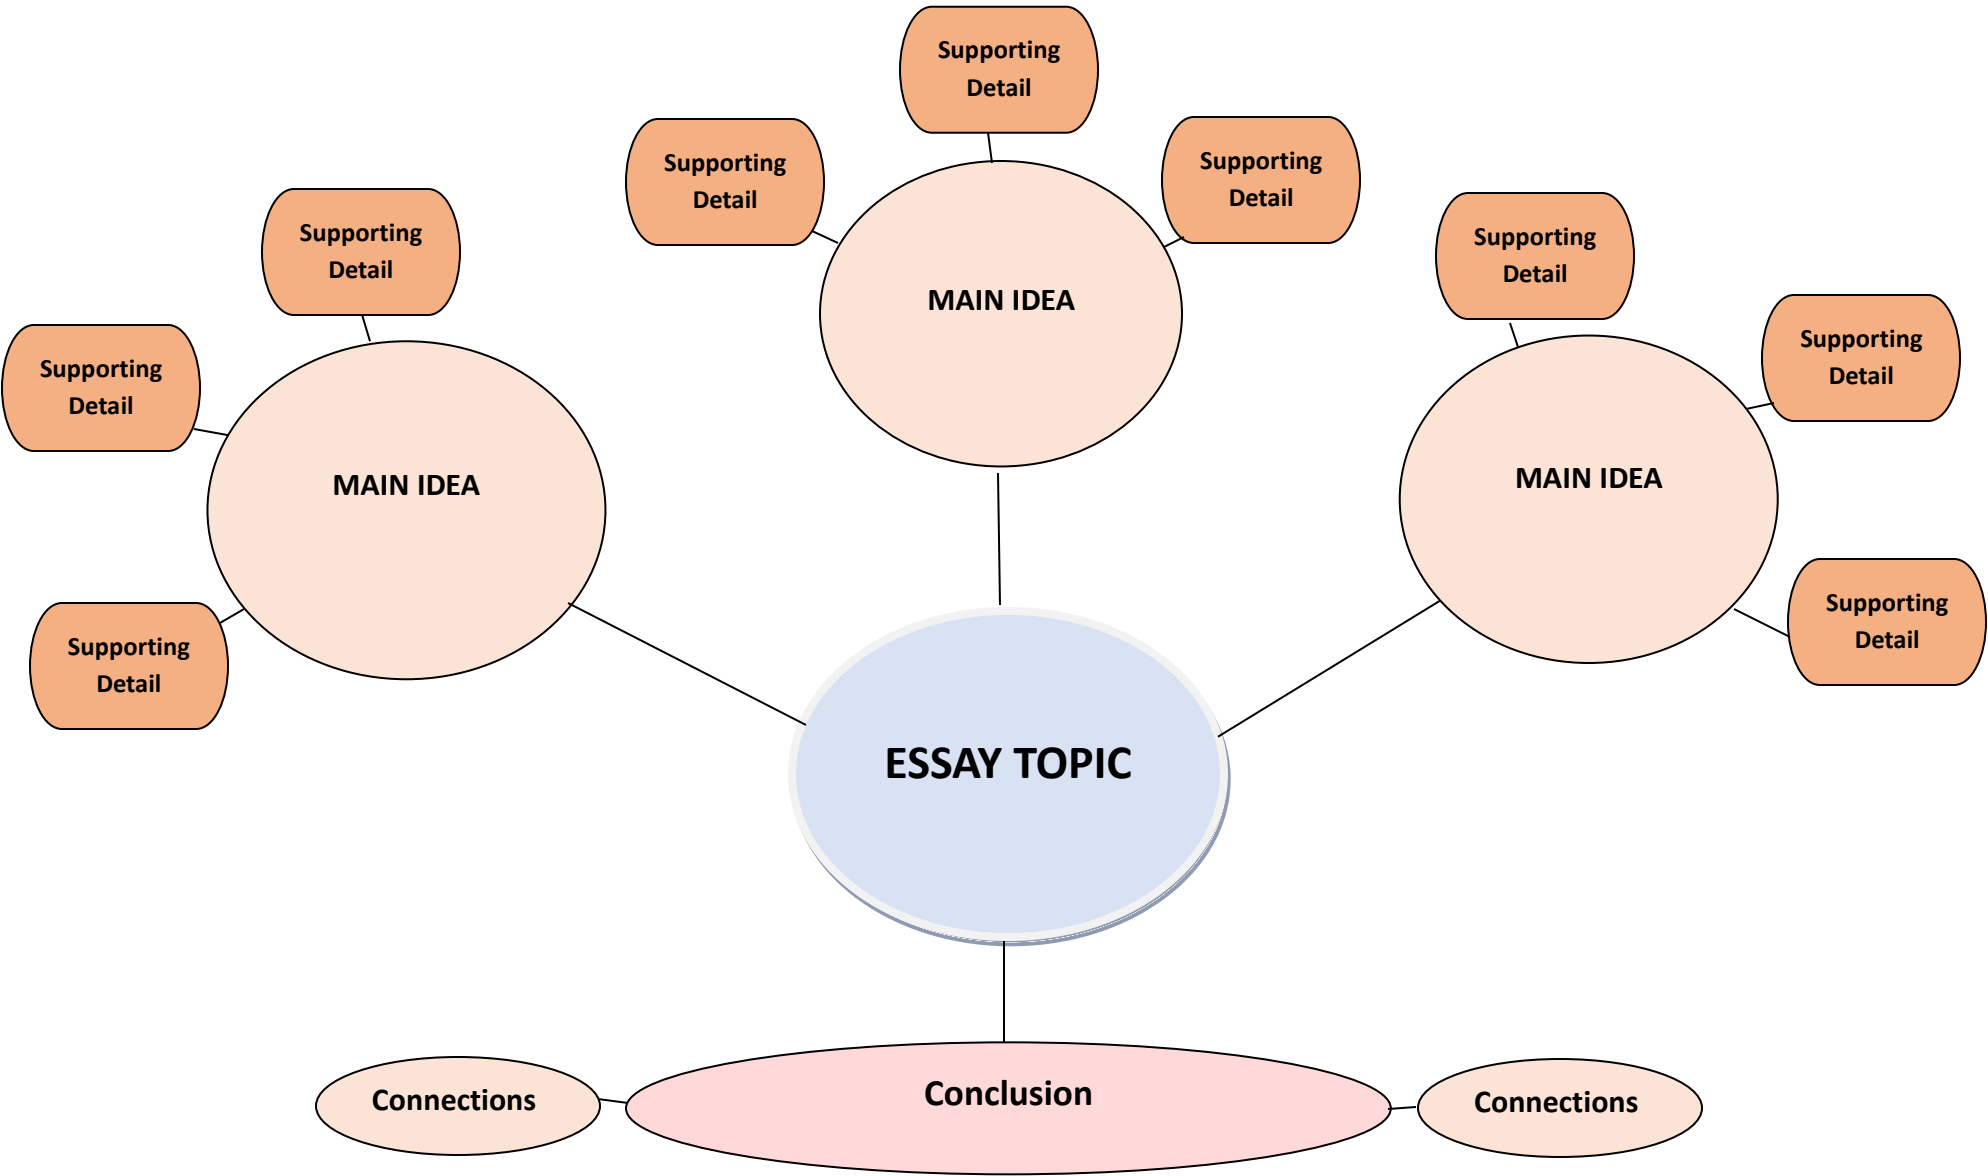 Supporting
Detail
Supporting
Detail
Supporting
Detail
MAIN IDEA
Supporting
Detail
Supporting
Detail
Supporting
Detail
MAIN IDEA
Supporting
Detail
Supporting
Detail
Supporting
Detail
MAIN IDEA
ESSAY TOPIC
Connections
Conclusion
Connections